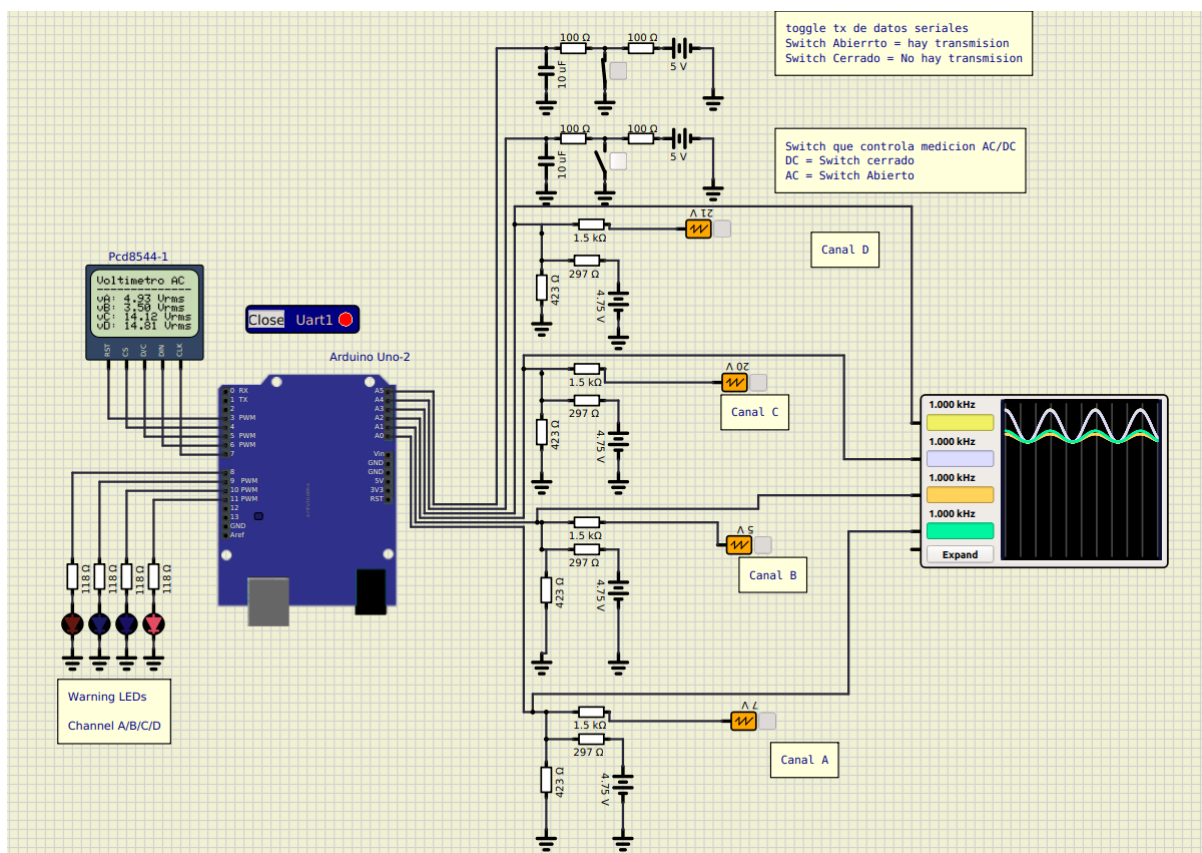 toggle tx de datos seriales
Switch Abierrto = hay transmision
Switch Cerrado = No hay transmision
100 Ω
100 Ω
10 uF
5 V
Switch que controla medicion AC/DC
DC = Switch cerrado
AC = Switch Abierto
100 Ω
100 Ω
10 uF
5 V
21 V
1.5 kΩ
Canal D
297 Ω
423 Ω
4.75 V
Pcd8544-1
Voltimetro AC
vA: 4.93 Vrms
vB: 3.50 Vrms
vC: 14.12 Vrms
vD: 14.81 Vrms
RST
CS
D/C
DIN
CLK
Close
Uart1
Arduino Uno-2
0 RX
1 TX
2
3 PWM
4
5 PWM
6 PWM
7
8
9 PWM
10 PWM
11 PWM
12
13
GND
Aref
A5
A4
A3
A2
A1
A0
Vin
GND
GND
5V
3V3
RST
20 V
1.5 kΩ
Canal C
297 Ω
423 Ω
4.75 V
1.000 kHz
1.000 kHz
1.000 kHz
1.000 kHz
Expand
1.5 kΩ
5 V
297 Ω
Canal B
423 Ω
4.75 V
118 Ω
118 Ω
118 Ω
118 Ω
Warning LEDs
Channel A/B/C/D
7 V
1.5 kΩ
297 Ω
Canal A
423 Ω
4.75 V